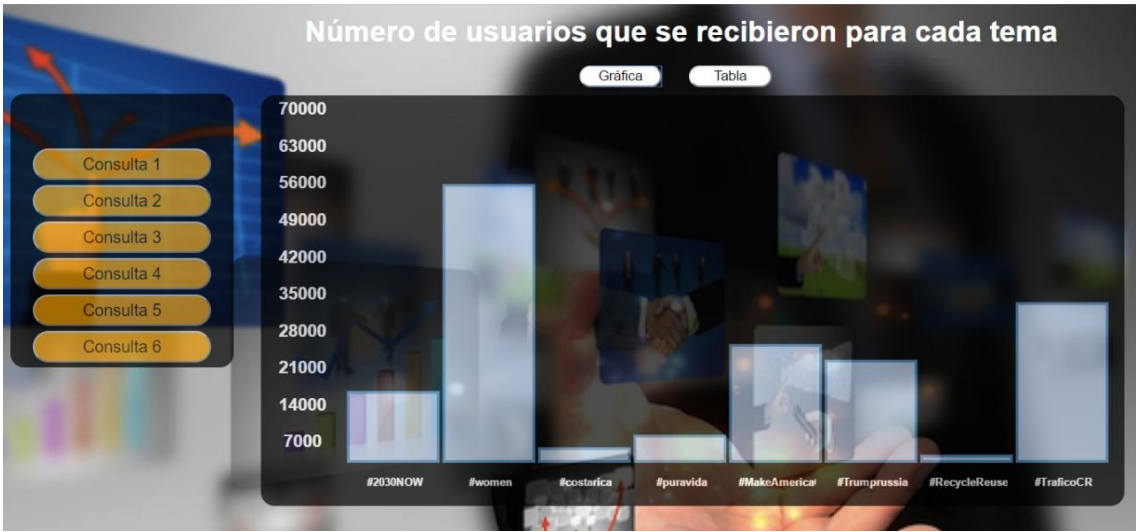 Número de usuarios que se recibieron para cada tema
Gráfica Tabla
Consulta 1
Consulta 2
Consulta 3
Consulta 4
Consulta 5
Consulta 6
70000
63000
56000
49000
42000
35000
28000
21000
14000
7000
#2030NOW #women #costarica #puravida #MakeAmerica #Trumprussia #RecycleReuse #TraficoCR